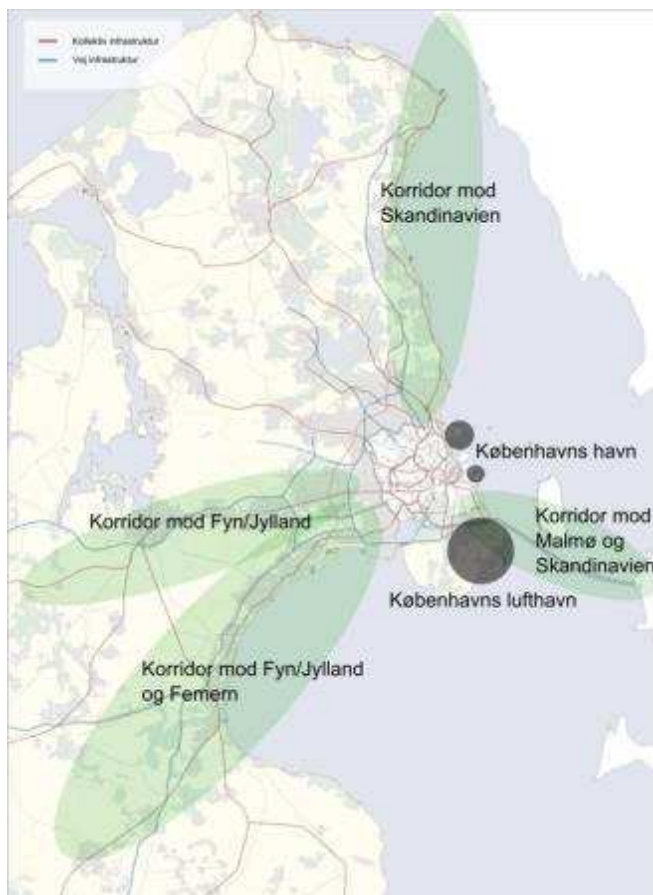 Kollektiv infrastruktur
Vej infrastruktur
Korridor mod
Skandinavien
Københavns havn
Korridor mod Fyn/Jylland
Korridor mod
Malmø og
Skandinavien
Københavns lufthavn
Korridor mod Fyn/Jylland
og Femern